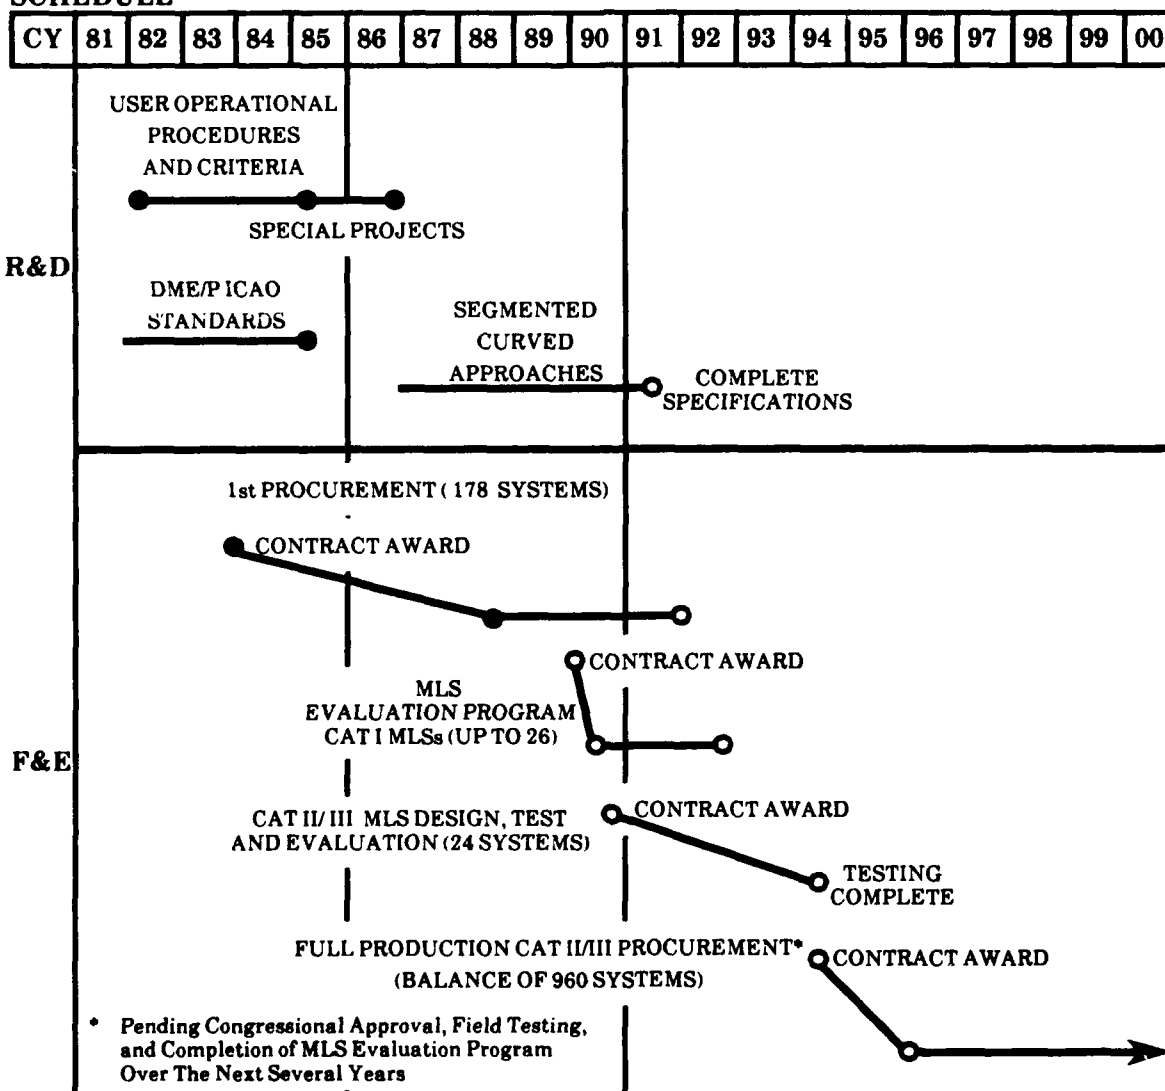 SCHEDULE
CY 81 82 83 84 85 86 87 88 89 90 91 92 93 94 95 96 97 98 99 00
R&D
USER OPERATIONAL
PROCEDURES
AND CRITERIA
SPECIAL PROJECTS
DME/P ICAO
STANDARDS
SEGMENTED
CURVED
APPROACHES
COMPLETE
SPECIFICATIONS
F&E
1st PROCUREMENT ( 178 SYSTEMS)
CONTRACT AWARD
CONTRACT AWARD
MLS
EVALUATION PROGRAM
CAT I MLSs (UP TO 26)
CONTRACT AWARD
CAT II/ III MLS DESIGN, TEST
AND EVALUATION (24 SYSTEMS)
TESTING
COMPLETE
FULL PRODUCTION CAT II/III PROCUREMENT*
(BALANCE OF 960 SYSTEMS)
CONTRACT AWARD
* Pending Congressional Approval, Field Testing,
and Completion of MLS Evaluation Program
Over The Next Several Years